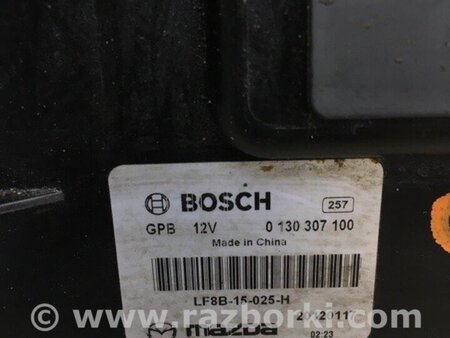 BOSCH 257
GPB 12V 0 130 307 100
Made in China
LF8B-15-025-H
20120117
mazda 02:23
www.razborki.com